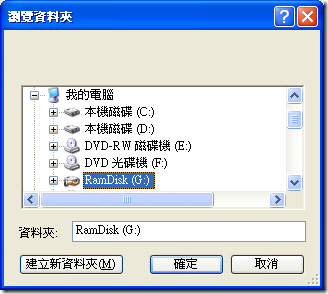 瀏覽資料夾
我的電腦
本機磁碟 (C:)
本機磁碟 (D:)
DVD-RW 磁碟機 (E:)
DVD 光碟機 (F:)
RamDisk (G:)
資料夾: RamDisk (G:)
建立新資料夾(M) 確定 取消